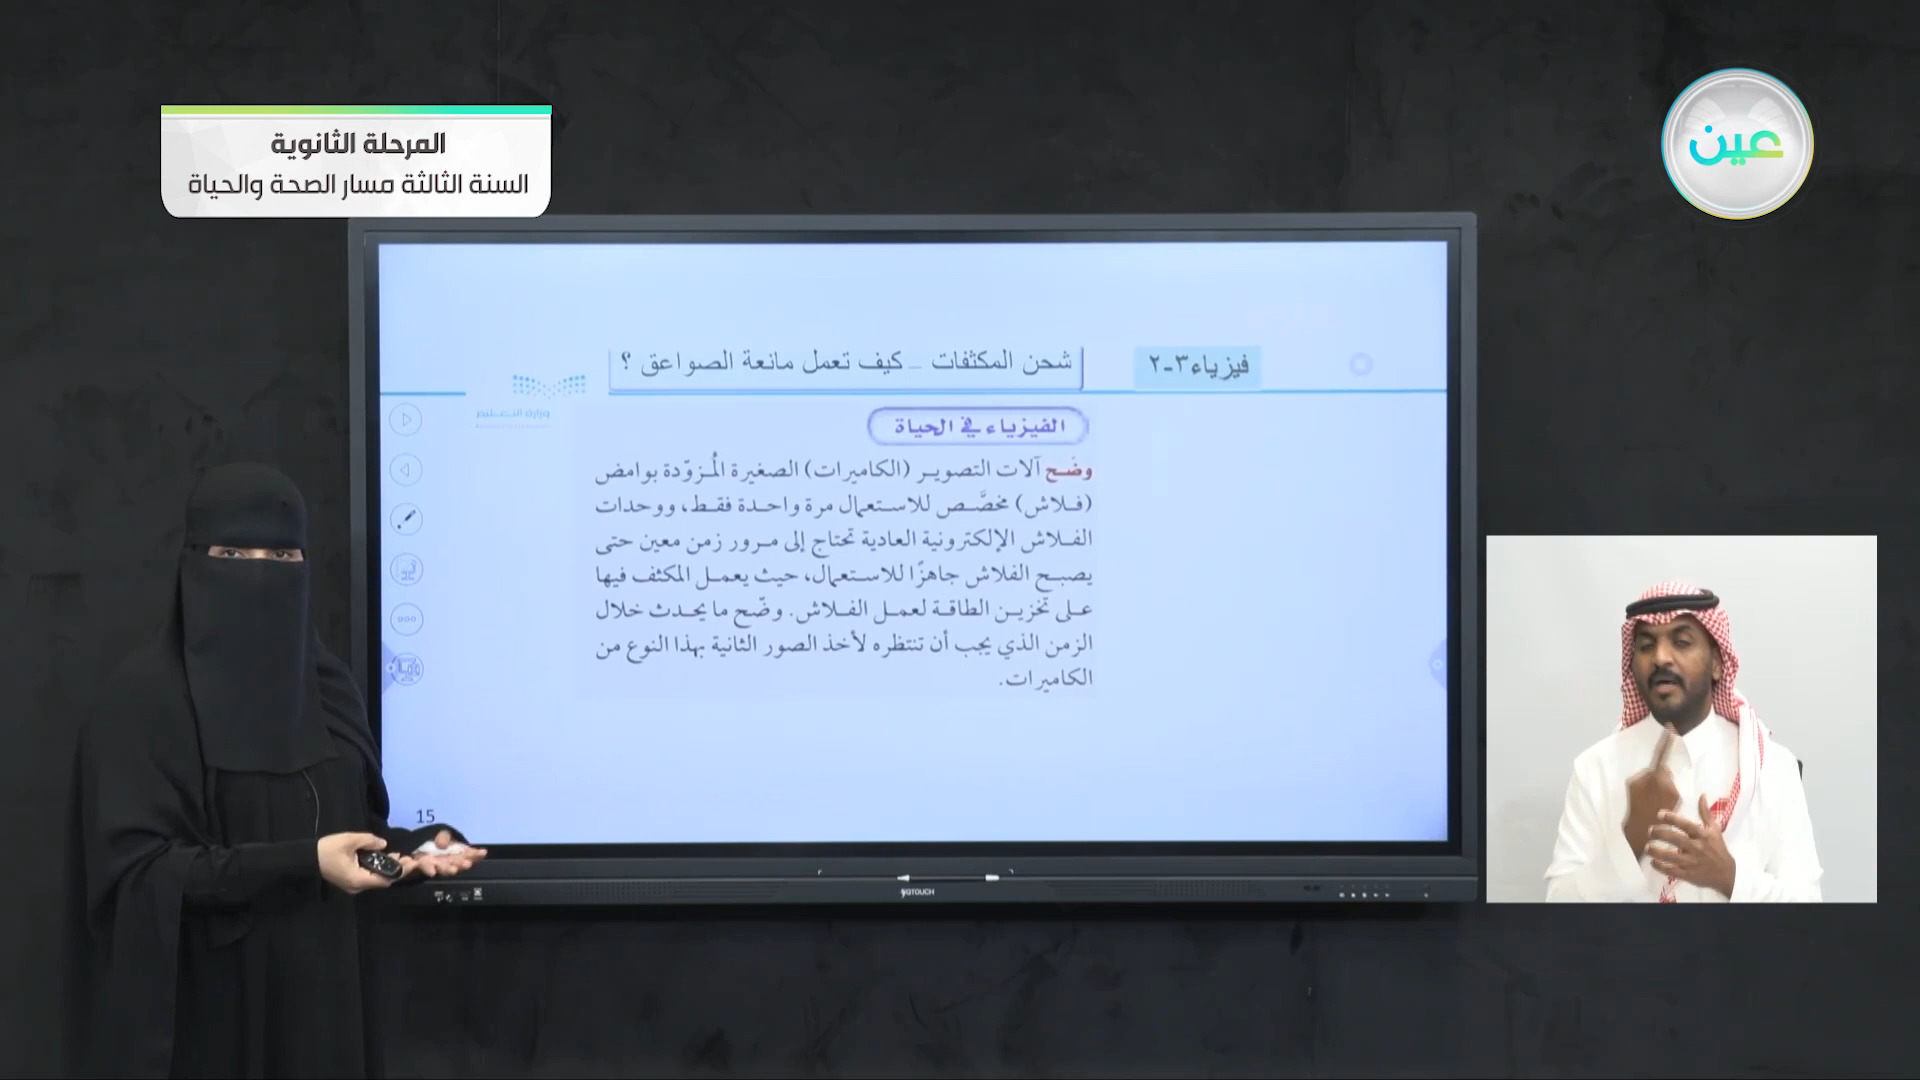 المرحلة الثانوية
السنة الثالثة مسار الصحة والحياة
عين
فيزياء٣-٢
شحن المكثفات – كيف تعمل مانعة الصواعق ؟
وزارة التعليم
الفيزياء في الحياة
وضّح آلات التصوير (الكاميرات) الصغيرة المُزوّدة بوامض
(فلاش) مخصَّص للاستعمال مرة واحدة فقط، ووحدات
الفلاش الإلكترونية العادية تحتاج إلى مرور زمن معين حتى
يصبح الفلاش جاهزًا للاستعمال، حيث يعمل المكثف فيها
على تخزين الطاقة لعمل الفلاش. وضّح ما يحدث خلال
الزمن الذي يجب أن تنتظره لأخذ الصور الثانية بهذا النوع من
الكاميرات.
15